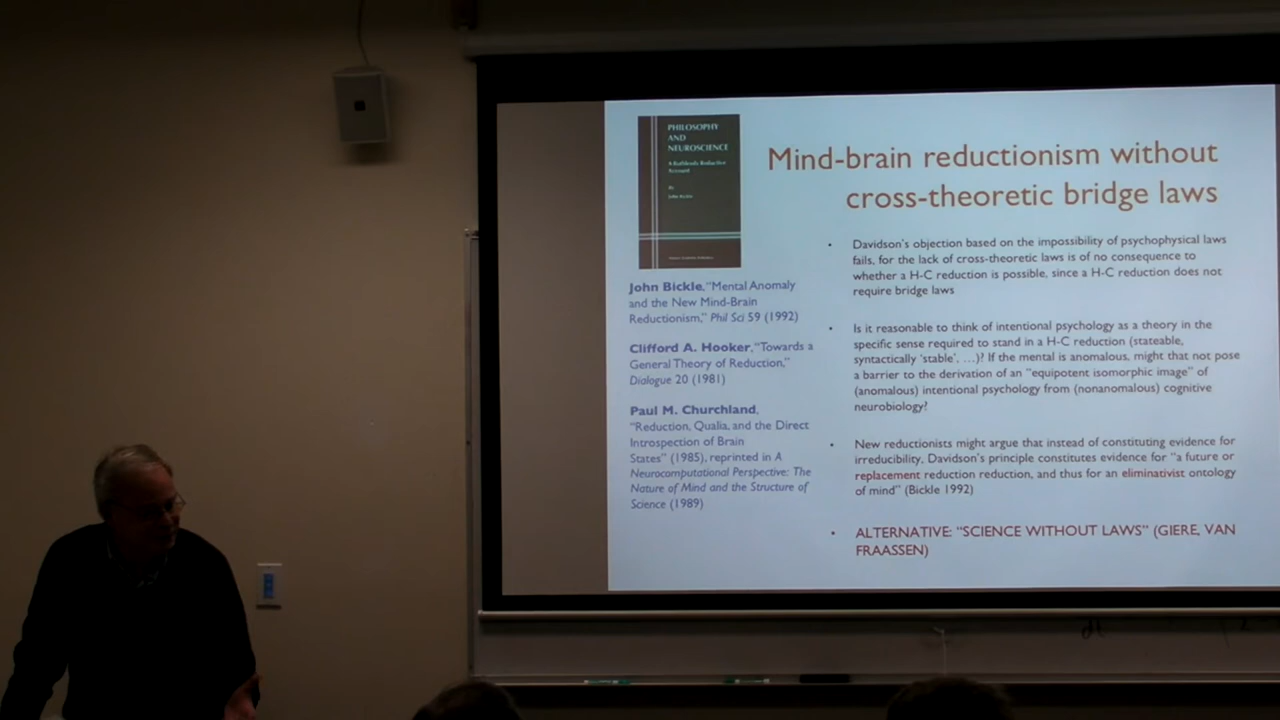 PHILOSOPHY
AND
NEUROSCIENCE
A Ruthlessly Reductive
Account
By
John Bickle
Mind-brain reductionism without
cross-theoretic bridge laws
John Bickle, "Mental Anomaly
and the New Mind-Brain
Reductionism," Phil Sci 59 (1992)
Clifford A. Hooker, "Towards a
General Theory of Reduction,"
Dialogue 20 (1981)
Paul M. Churchland,
"Reduction, Qualia, and the Direct
Introspection of Brain
States" (1985), reprinted in A
Neurocomputational Perspective: The
Nature of Mind and the Structure of
Science (1989)
• Davidson's objection based on the impossibility of psychophysical laws
fails, for the lack of cross-theoretic laws is of no consequence to
whether a H-C reduction is possible, since a H-C reduction does not
require bridge laws
• Is it reasonable to think of intentional psychology as a theory in the
specific sense required to stand in a H-C reduction (stateable,
syntactically 'stable', ...)? If the mental is anomalous, might that not pose
a barrier to the derivation of an "equipotent isomorphic image" of
(anomalous) intentional psychology from (nonanomalous) cognitive
neurobiology?
• New reductionists might argue that instead of constituting evidence for
irreducibility, Davidson's principle constitutes evidence for "a future or
replacement reduction reduction, and thus for an eliminativist ontology
of mind" (Bickle 1992)
• ALTERNATIVE: "SCIENCE WITHOUT LAWS" (GIERE, VAN
FRAASSEN)